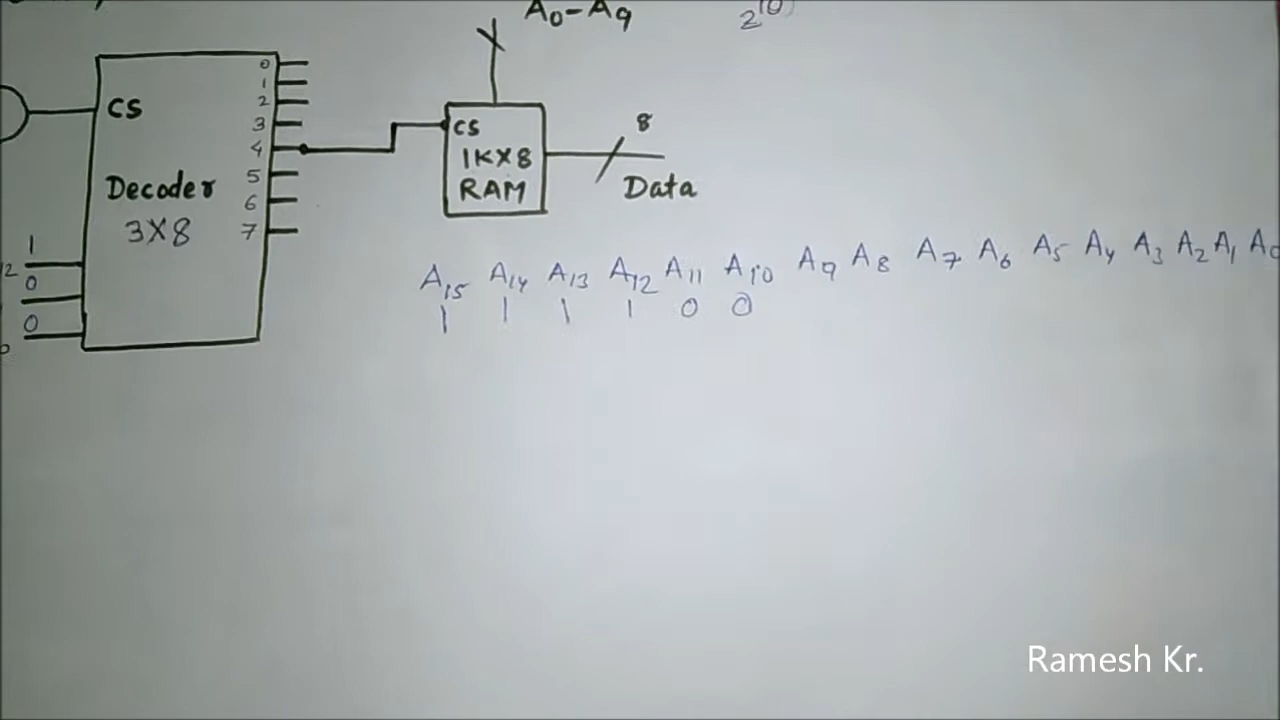 A0-A9 2^10
CS
Decoder
3X8
0
1
2
3
4
5
6
7
1
0
0
CS
1KX8
RAM
8
Data
A15 A14 A13 A12 A11 A10 A9 A8 A7 A6 A5 A4 A3 A2 A1 A0
1 1 1 1 0 0
Ramesh Kr.